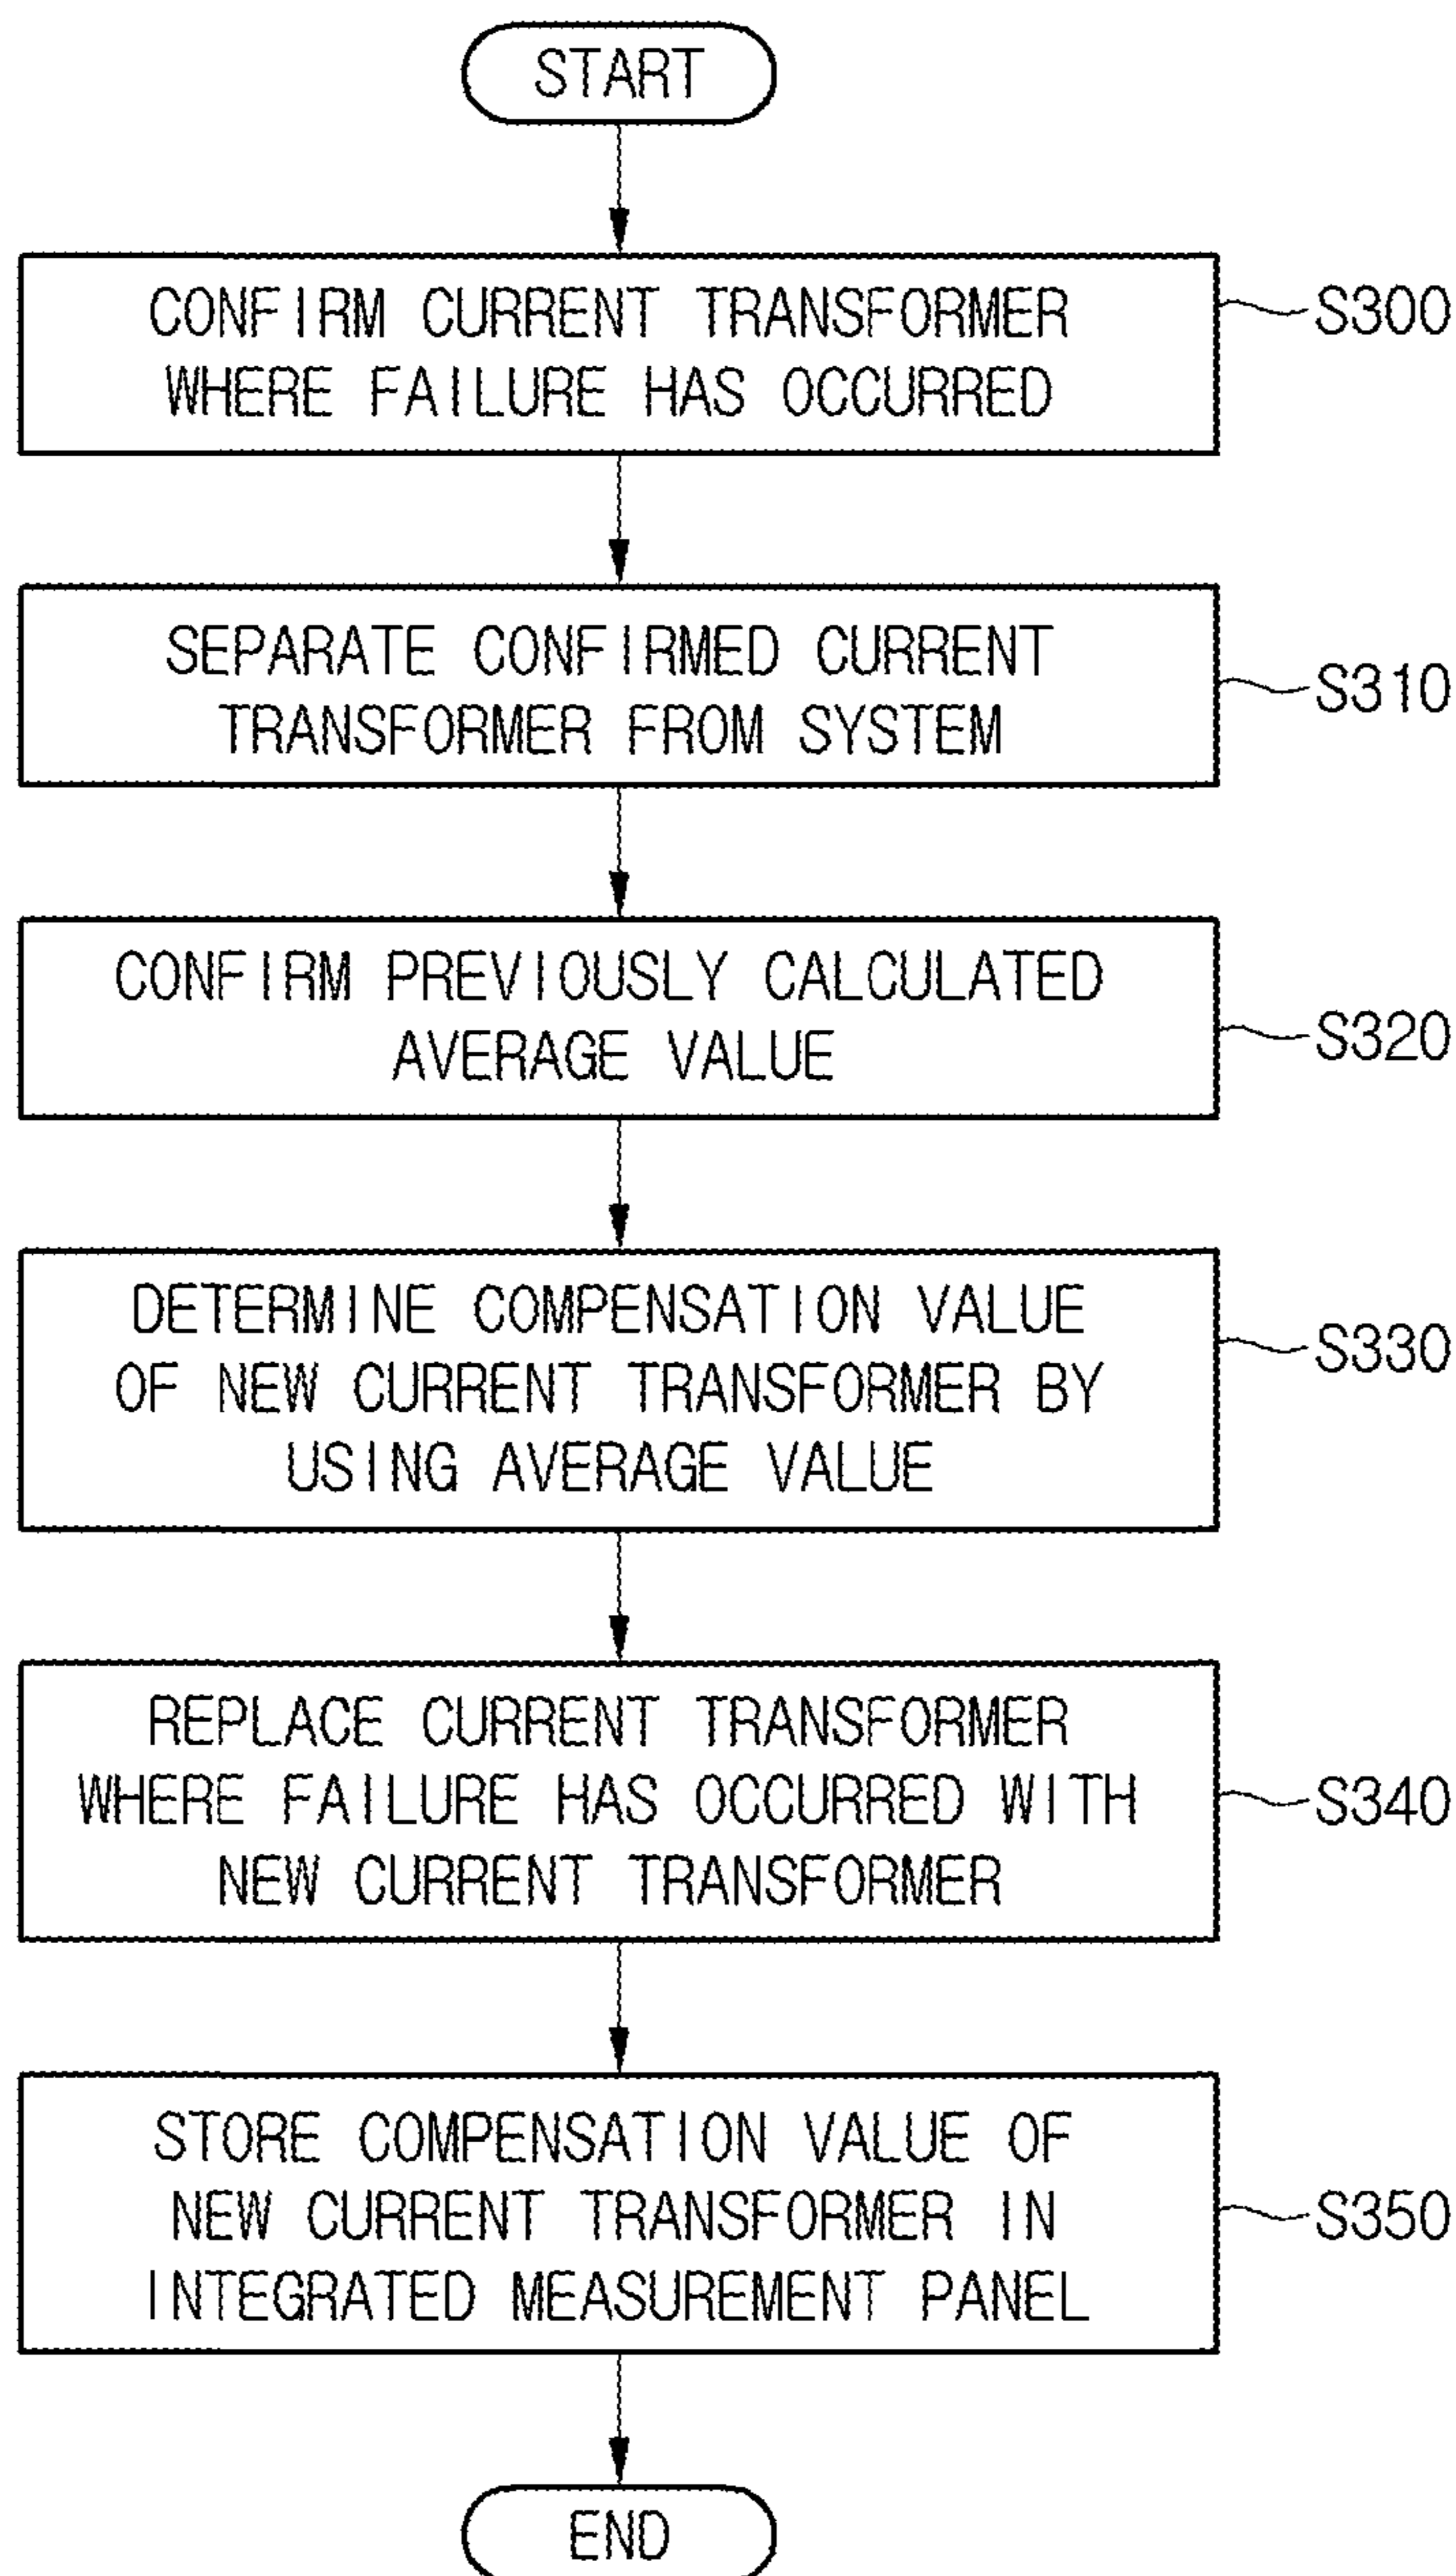 START
CONFIRM CURRENT TRANSFORMER
WHERE FAILURE HAS OCCURRED
S300
SEPARATE CONFIRMED CURRENT
TRANSFORMER FROM SYSTEM
S310
CONFIRM PREVIOUSLY CALCULATED
AVERAGE VALUE
S320
DETERMINE COMPENSATION VALUE
OF NEW CURRENT TRANSFORMER BY
USING AVERAGE VALUE
S330
REPLACE CURRENT TRANSFORMER
WHERE FAILURE HAS OCCURRED WITH
NEW CURRENT TRANSFORMER
S340
STORE COMPENSATION VALUE OF
NEW CURRENT TRANSFORMER IN
INTEGRATED MEASUREMENT PANEL
S350
END